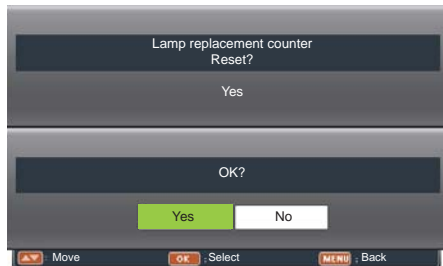 Lamp replacement counter
Reset?
Yes
OK?
Yes No
: Move OK : Select MENU : Back